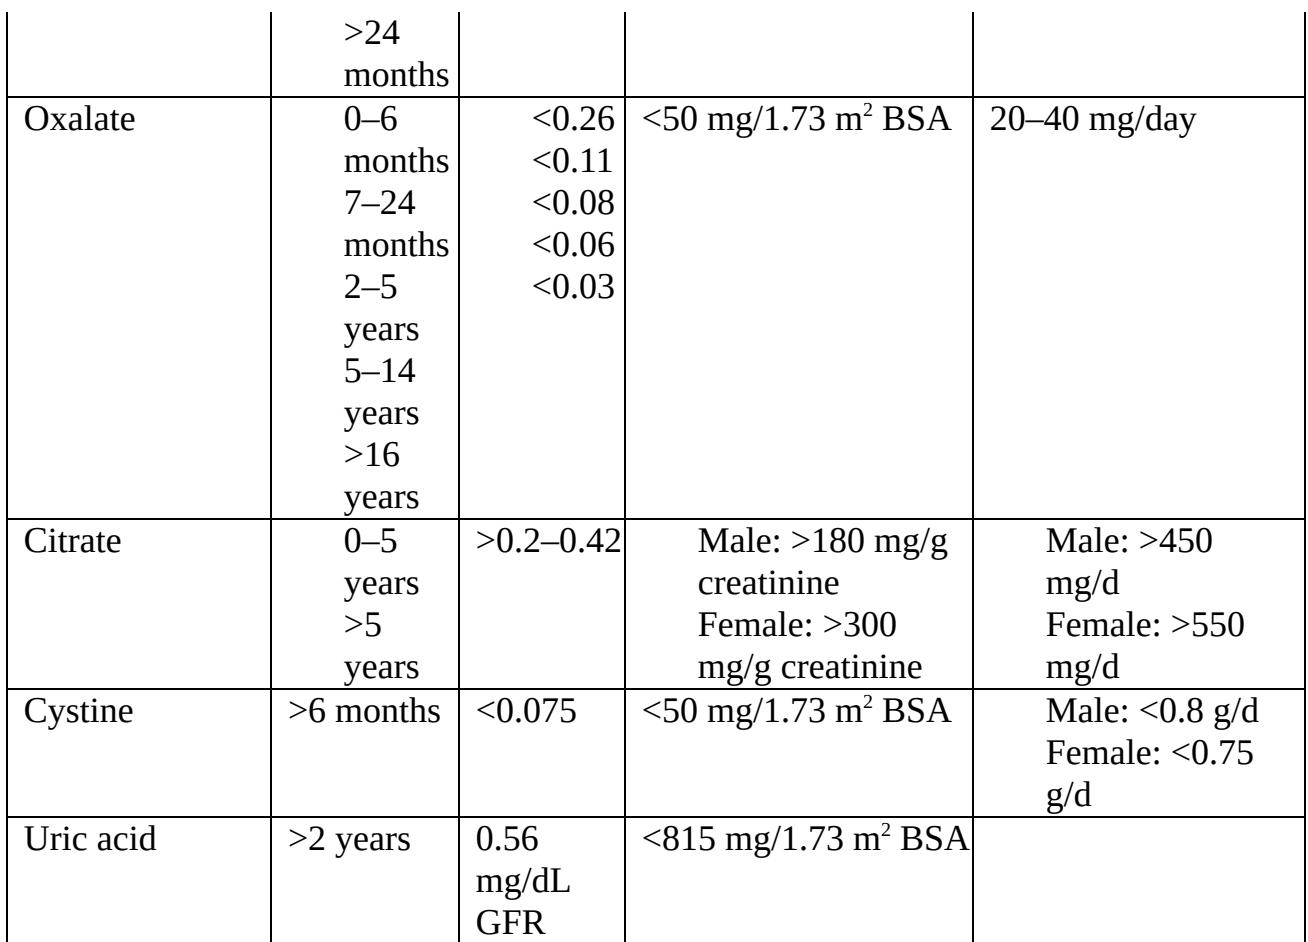 >24
months
Oxalate
0–6
months
7–24
months
2–5
years
5–14
years
>16
years
<0.26
<0.11
<0.08
<0.06
<0.03
<50 mg/1.73 m² BSA
20–40 mg/day
Citrate
0–5
years
>5
years
>0.2–0.42
Male: >180 mg/g
creatinine
Female: >300
mg/g creatinine
Male: >450
mg/d
Female: >550
mg/d
Cystine
>6 months
<0.075
<50 mg/1.73 m² BSA
Male: <0.8 g/d
Female: <0.75
g/d
Uric acid
>2 years
0.56
mg/dL
GFR
<815 mg/1.73 m² BSA